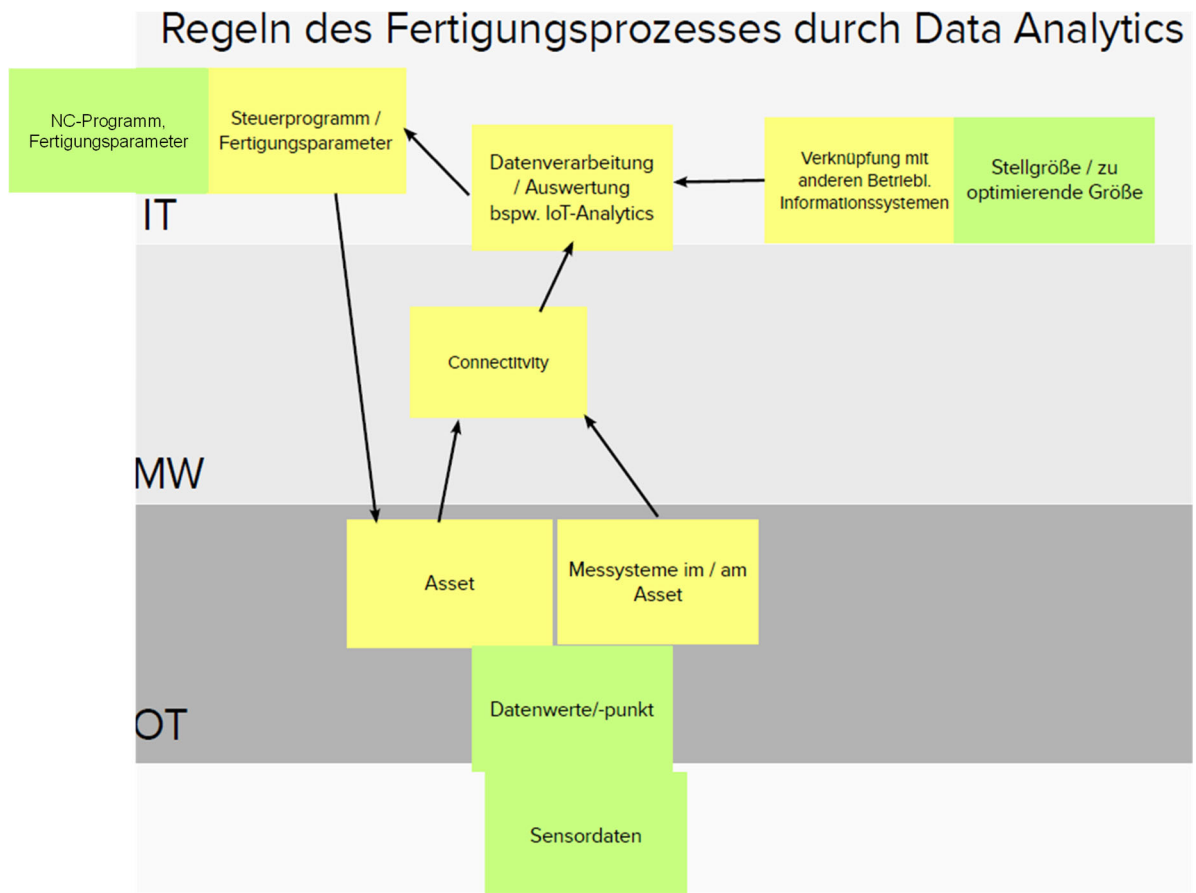 Regeln des Fertigungsprozesses durch Data Analytics
NC-Programm,
Fertigungsparameter
Steuerprogramm /
Fertigungsparameter
Datenverarbeitung
/ Auswertung
bspw. IoT-Analytics
Verknüpfung mit
anderen Betriebl.
Informationssystemen
Stellgröße / zu
optimierende Größe
IT
Connectitvity
MW
Asset
Messysteme im / am
Asset
Datenwerte/-punkt
OT
Sensordaten